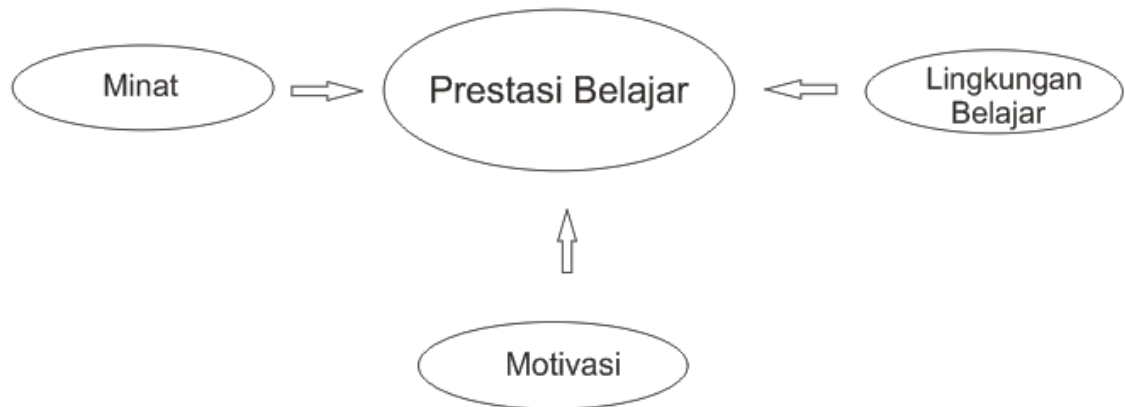 Minat
Prestasi Belajar
Lingkungan
Belajar
Motivasi